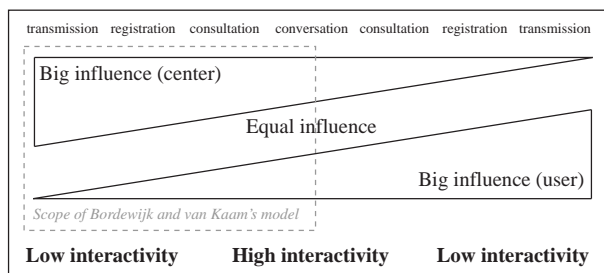 transmission registration consultation conversation consultation registration transmission
Big influence (center)
Equal influence
Big influence (user)
Scope of Bordewijk and van Kaam's model
Low interactivity High interactivity Low interactivity